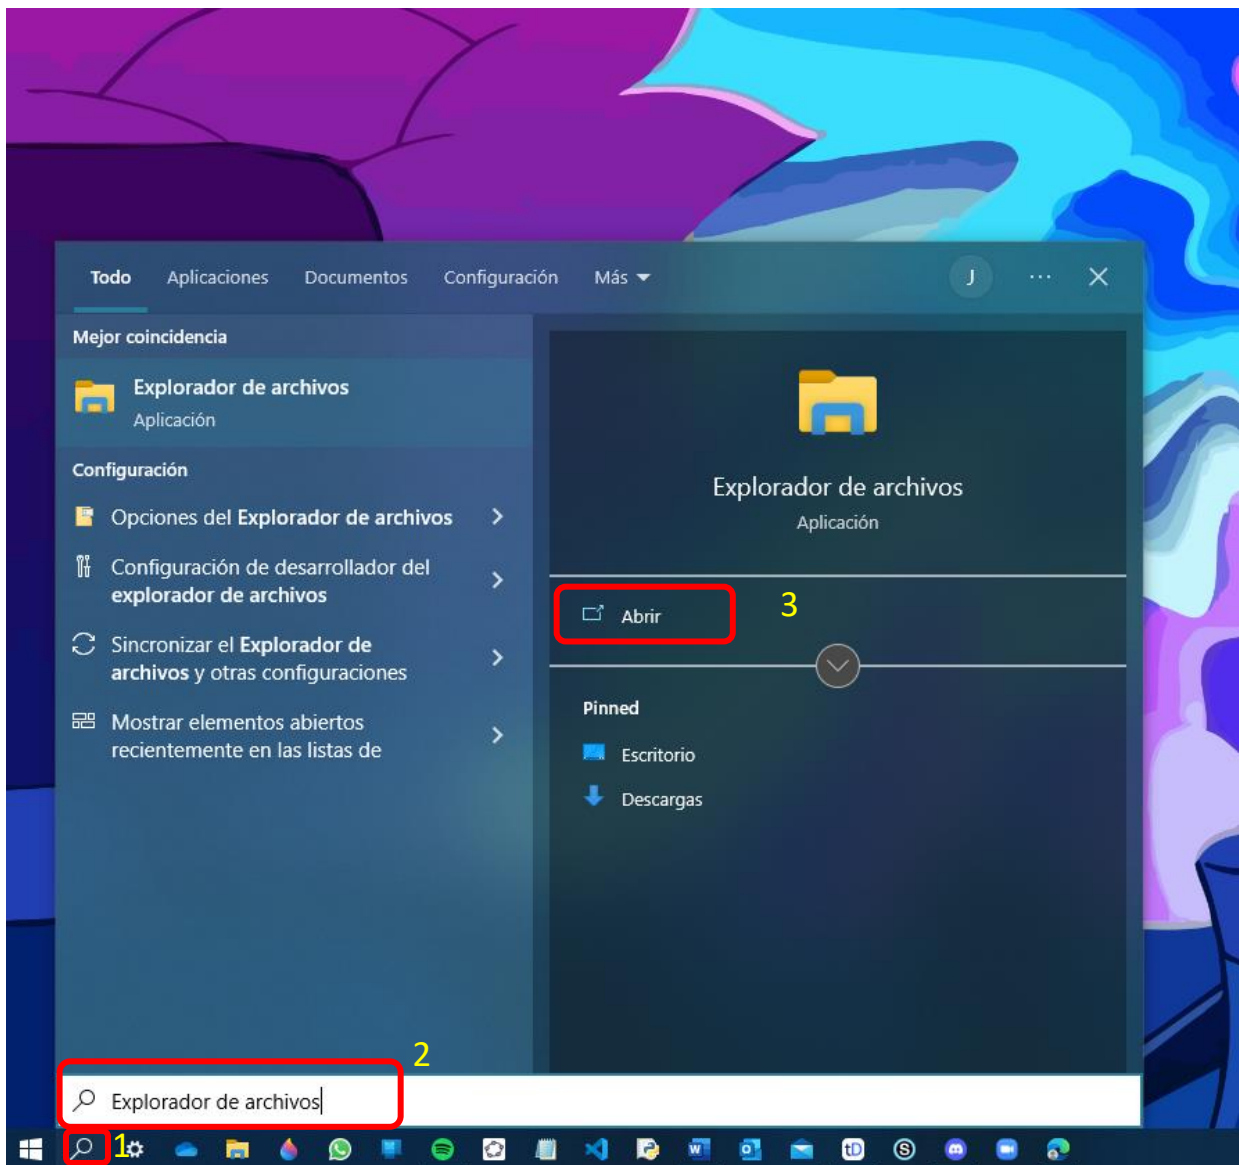 Todo Aplicaciones Documentos Configuración Más J ...
Mejor coincidencia
Explorador de archivos
Aplicación
Configuración
Opciones del Explorador de archivos
Configuración de desarrollador del
explorador de archivos
Sincronizar el Explorador de
archivos y otras configuraciones
Mostrar elementos abiertos
recientemente en las listas de
Explorador de archivos
Aplicación
Abrir 3
Pinned
Escritorio
Descargas
2
Explorador de archivos
1 W o tD S